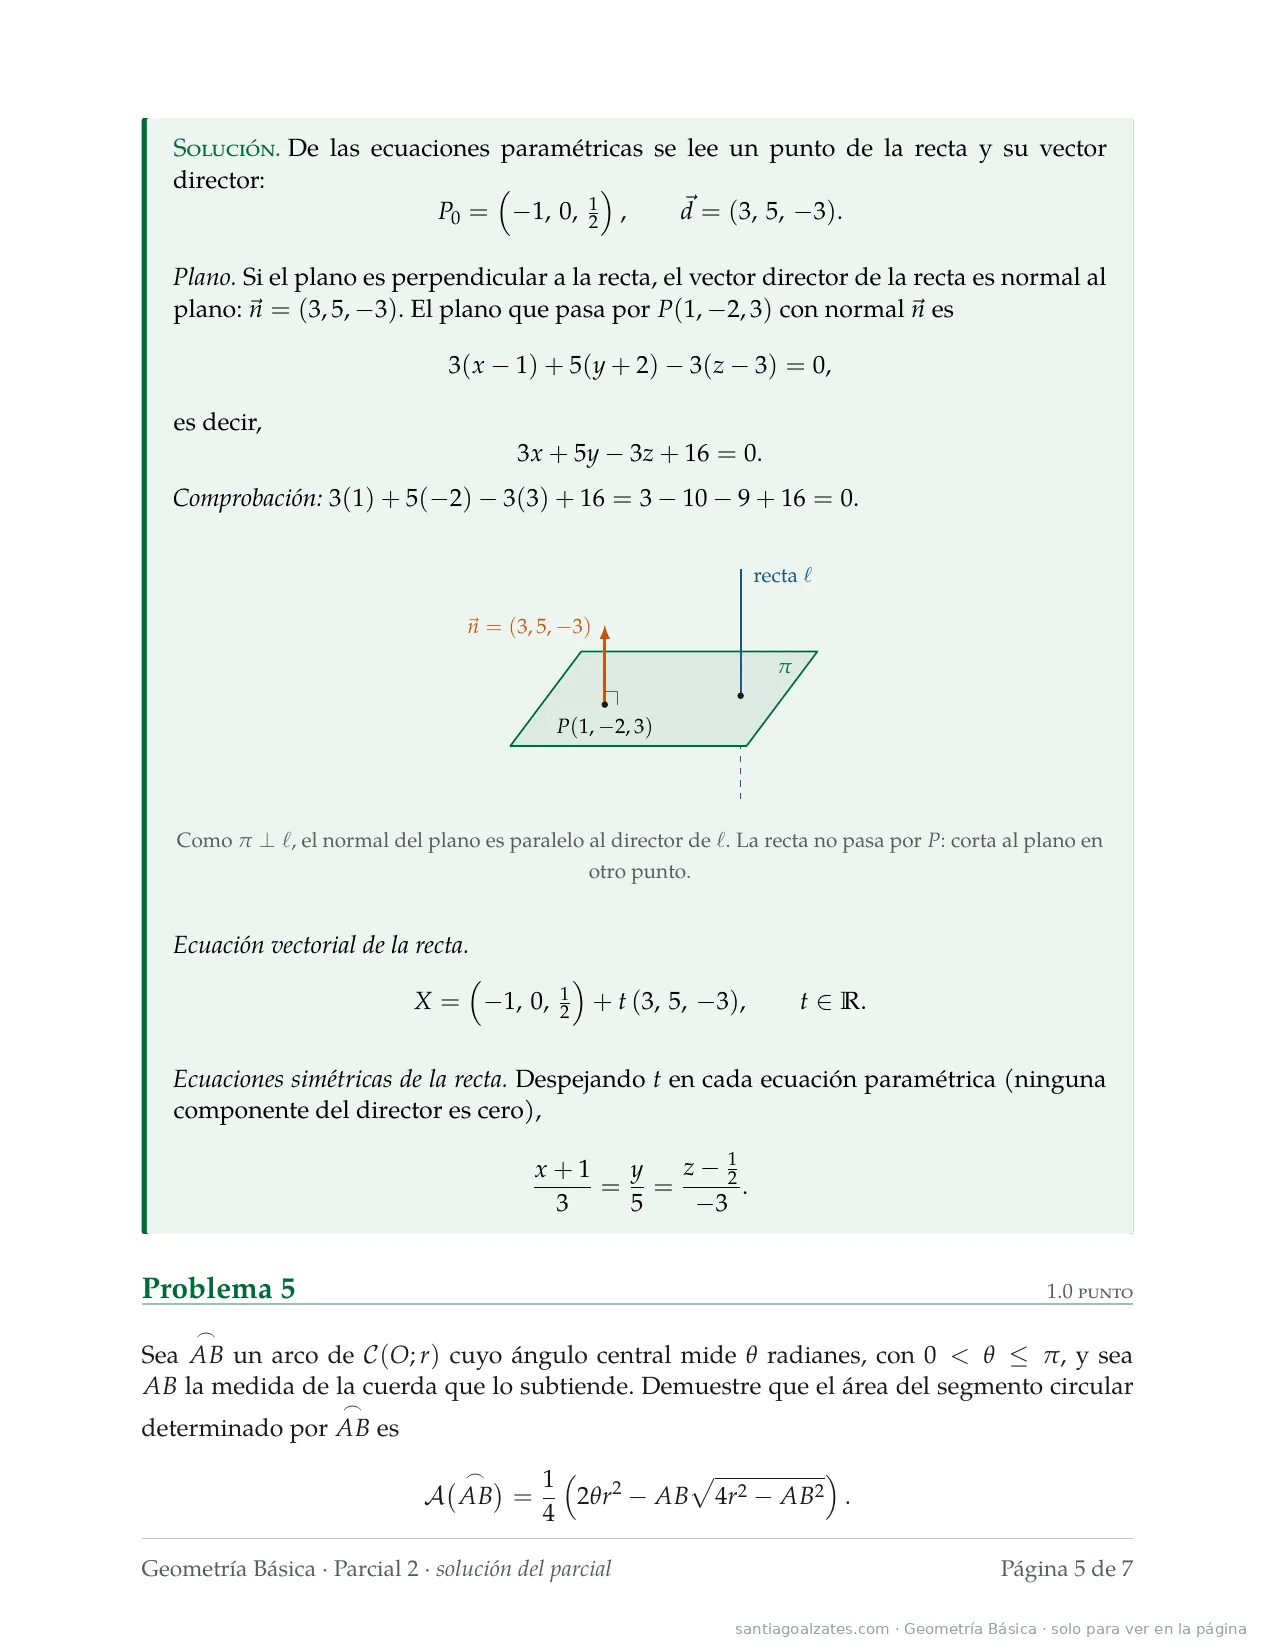 Solución. De las ecuaciones paramétricas se lee un punto de la recta y su vector
director:
P₀ = (−1, 0, 1/2), d⃗ = (3, 5, −3).
Plano. Si el plano es perpendicular a la recta, el vector director de la recta es normal al
plano: n⃗ = (3, 5, −3). El plano que pasa por P(1, −2, 3) con normal n⃗ es
3(x − 1) + 5(y + 2) − 3(z − 3) = 0,
es decir,
3x + 5y − 3z + 16 = 0.
Comprobación: 3(1) + 5(−2) − 3(3) + 16 = 3 − 10 − 9 + 16 = 0.
recta ℓ
n⃗ = (3, 5, −3)
π
P(1, −2, 3)
Como π ⊥ ℓ, el normal del plano es paralelo al director de ℓ. La recta no pasa por P: corta al plano en
otro punto.
Ecuación vectorial de la recta.
X = (−1, 0, 1/2) + t (3, 5, −3), t ∈ ℝ.
Ecuaciones simétricas de la recta. Despejando t en cada ecuación paramétrica (ninguna
componente del director es cero),
(x + 1)/3 = y/5 = (z − 1/2)/(−3).
Problema 5 1.0 punto
Sea A͡B un arco de 𝒞(O; r) cuyo ángulo central mide θ radianes, con 0 < θ ≤ π, y sea
AB la medida de la cuerda que lo subtiende. Demuestre que el área del segmento circular
determinado por A͡B es
𝒜(A͡B) = 1/4 (2θr² − AB√(4r² − AB²)).
Geometría Básica · Parcial 2 · solución del parcial Página 5 de 7
santiagoalzates.com · Geometría Básica · solo para ver en la página